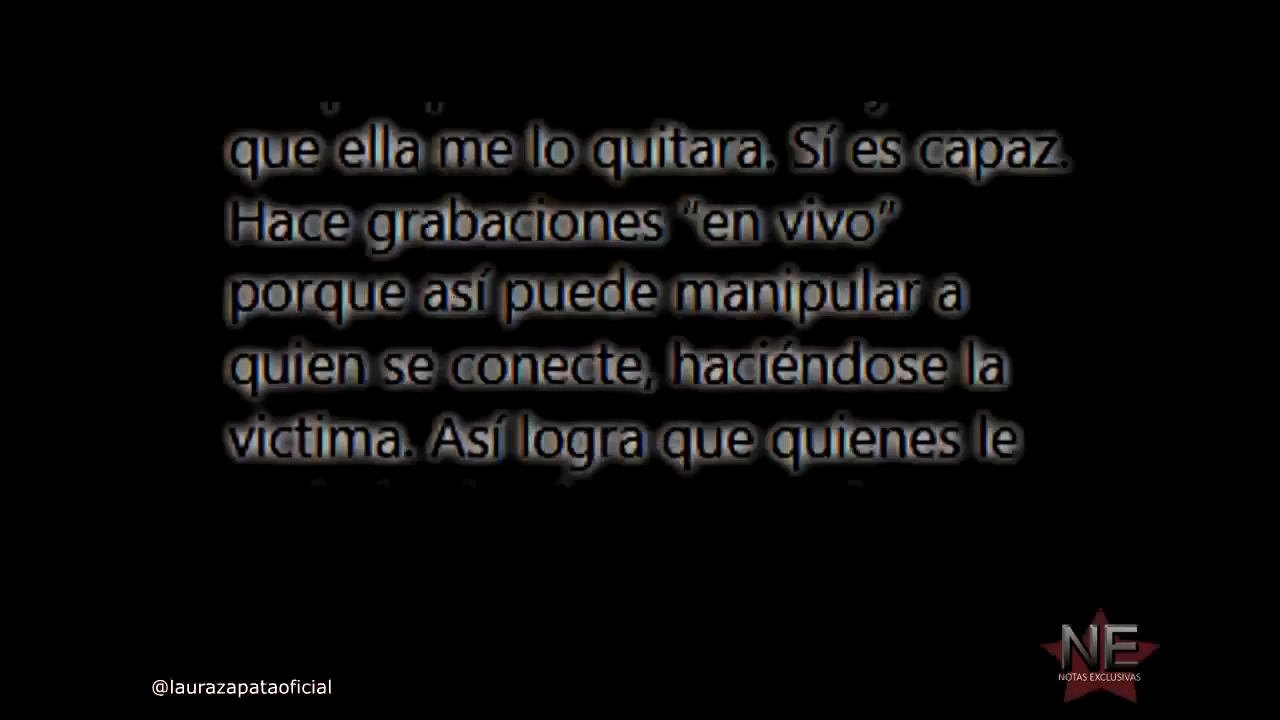 que ella me lo quitara. Sí es capaz.
Hace grabaciones “en vivo”
porque así puede manipular a
quien se conecte, haciéndose la
victima. Así logra que quienes le
@laurazapataoficial
NE
NOTAS EXCLUSIVAS